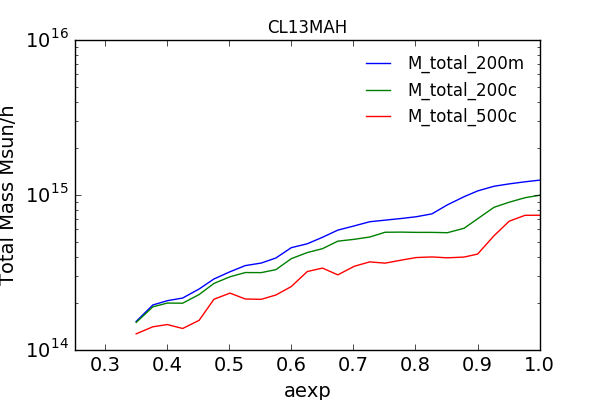 CL13MAH
10^16
10^15
10^14
Total Mass Msun/h
M_total_200m
M_total_200c
M_total_500c
0.3 0.4 0.5 0.6 0.7 0.8 0.9 1.0
aexp